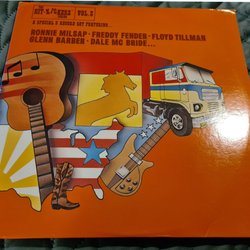 VOL. 2
A SPECIAL 2 RECORD SET FEATURING
RONNIE MILSAP · FREDDY FENDER · FLOYD TILLMAN
GLENN BARBER · DALE MC BRIDE...